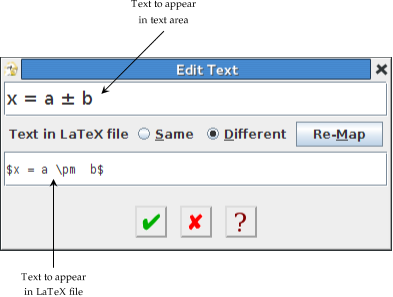 Text to appear
in text area
Edit Text
x = a ± b
Text in LaTeX file Same Different Re-Map
$x = a \pm  b$
?
Text to appear
in LaTeX file